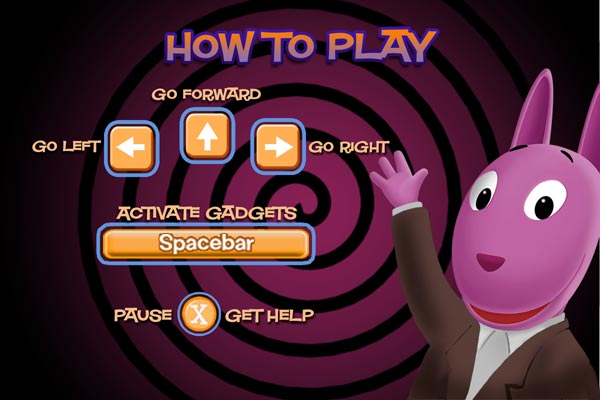 HOW TO PLAY
GO FORWARD
GO LEFT
GO RIGHT
ACTIVATE GADGETS
Spacebar
PAUSE X GET HELP